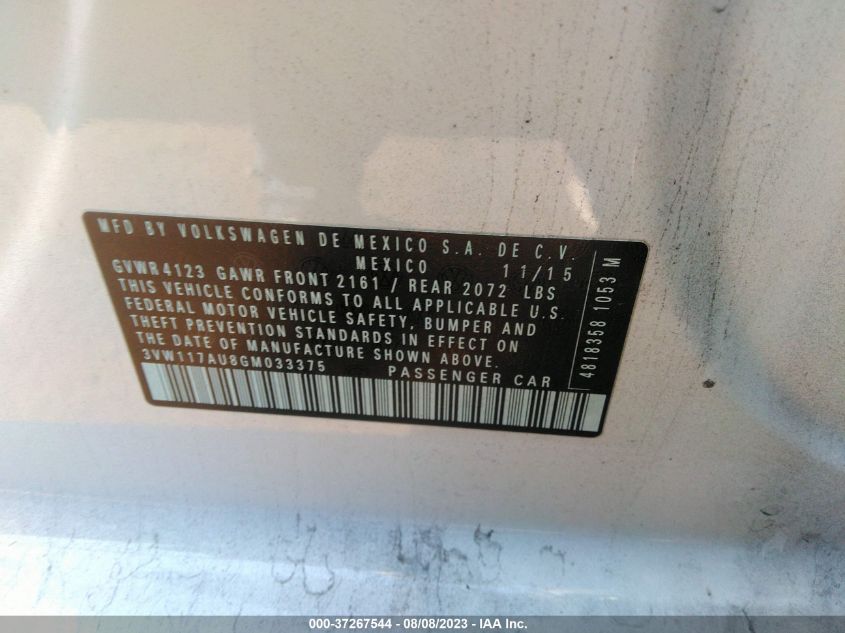 MFD BY VOLKSWAGEN DE MEXICO S.A. DE C.V.
MEXICO 11/15
GVWR 4123 GAWR FRONT 2161 / REAR 2072 LBS
THIS VEHICLE CONFORMS TO ALL APPLICABLE U.S.
FEDERAL MOTOR VEHICLE SAFETY, BUMPER AND
THEFT PREVENTION STANDARDS IN EFFECT ON
THE DATE OF MANUFACTURE SHOWN ABOVE.
3VW117AU8GM033375 PASSENGER CAR
4818358 1053 M
000-37267544 - 08/08/2023 - IAA Inc.